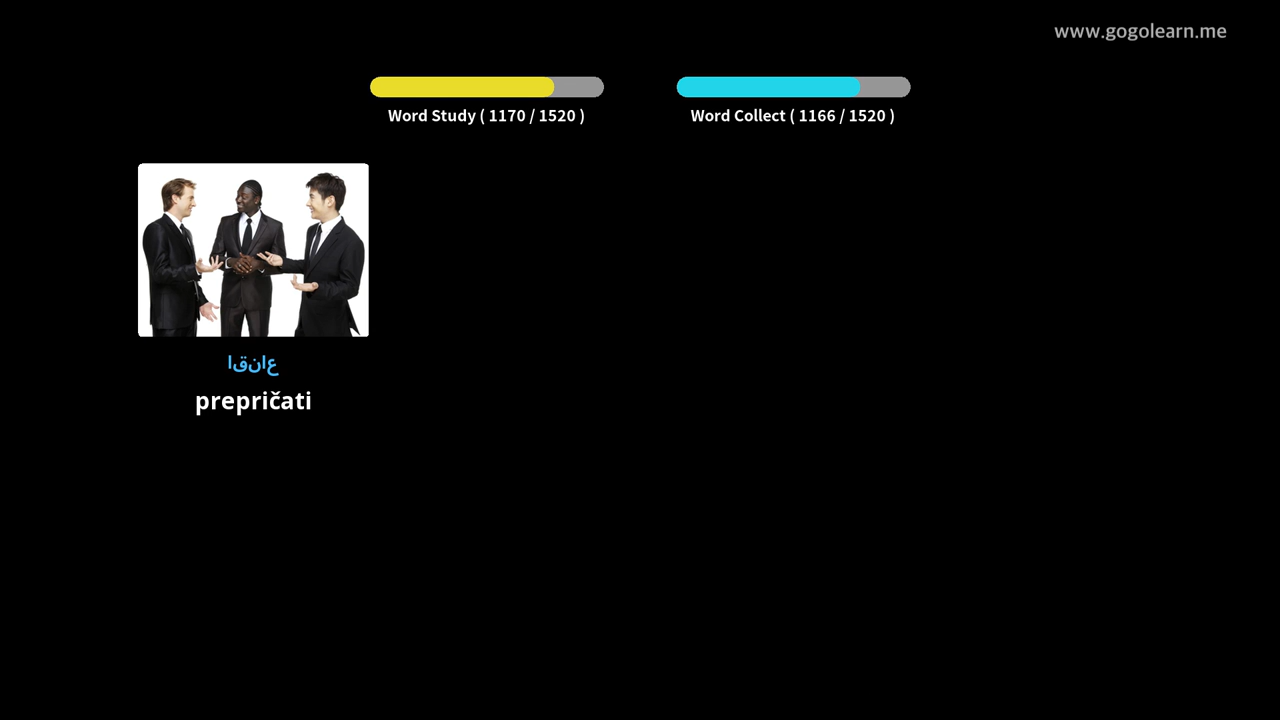 www.gogolearn.me
Word Study ( 1170 / 1520 )
Word Collect ( 1166 / 1520 )
اقناع
prepričati